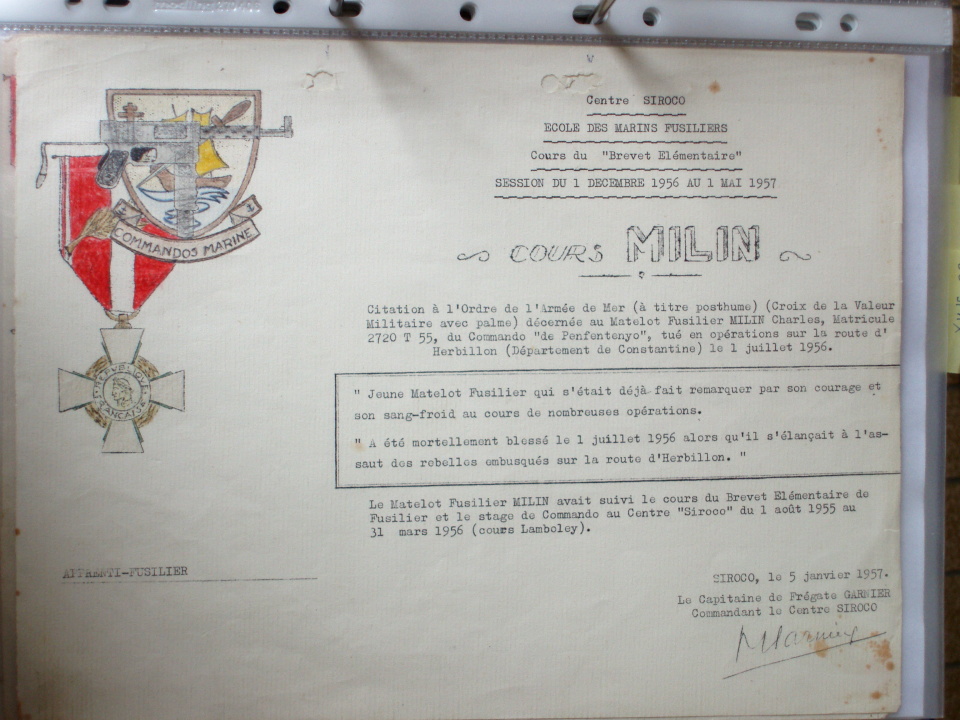 Centre SIROCO
ECOLE DES MARINS FUSILIERS
Cours du "Brevet Elémentaire"
SESSION DU 1 DECEMBRE 1956 AU 1 MAI 1957
COMMANDOS MARINE
COURS MILIN
REPUBLIQUE FRANCAISE
Citation à l'Ordre de l'Armée de Mer (à titre posthume) (Croix de la Valeur
Militaire avec palme) décernée au Matelot Fusilier MILIN Charles, Matricule
2720 T 55, du Commando "de Penfentenyo", tué en opérations sur la route d'
Herbillon (Département de Constantine) le 1 juillet 1956.
" Jeune Matelot Fusilier qui s'était déjà fait remarquer par son courage et
son sang-froid au cours de nombreuses opérations.
" A été mortellement blessé le 1 juillet 1956 alors qu'il s'élançait à l'as-
saut des rebelles embusqués sur la route d'Herbillon. "
Le Matelot Fusilier MILIN avait suivi le cours du Brevet Elémentaire de
Fusilier et le stage de Commando au Centre "Siroco" du 1 août 1955 au
31 mars 1956 (cours Lamboley).
APPRENTI-FUSILIER
SIROCO, le 5 janvier 1957.
Le Capitaine de Frégate GARNIER
Commandant le Centre SIROCO